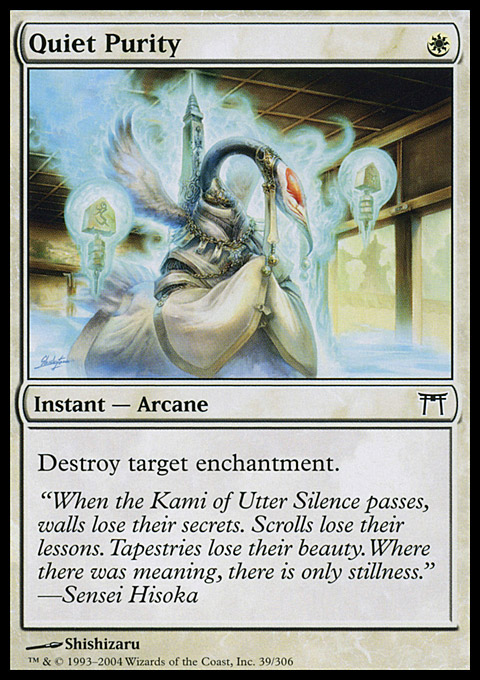 Quiet Purity
Instant — Arcane
Destroy target enchantment.
“When the Kami of Utter Silence passes,
walls lose their secrets. Scrolls lose their
lessons. Tapestries lose their beauty. Where
there was meaning, there is only stillness.”
—Sensei Hisoka
Shishizaru
™ & © 1993–2004 Wizards of the Coast, Inc. 39/306